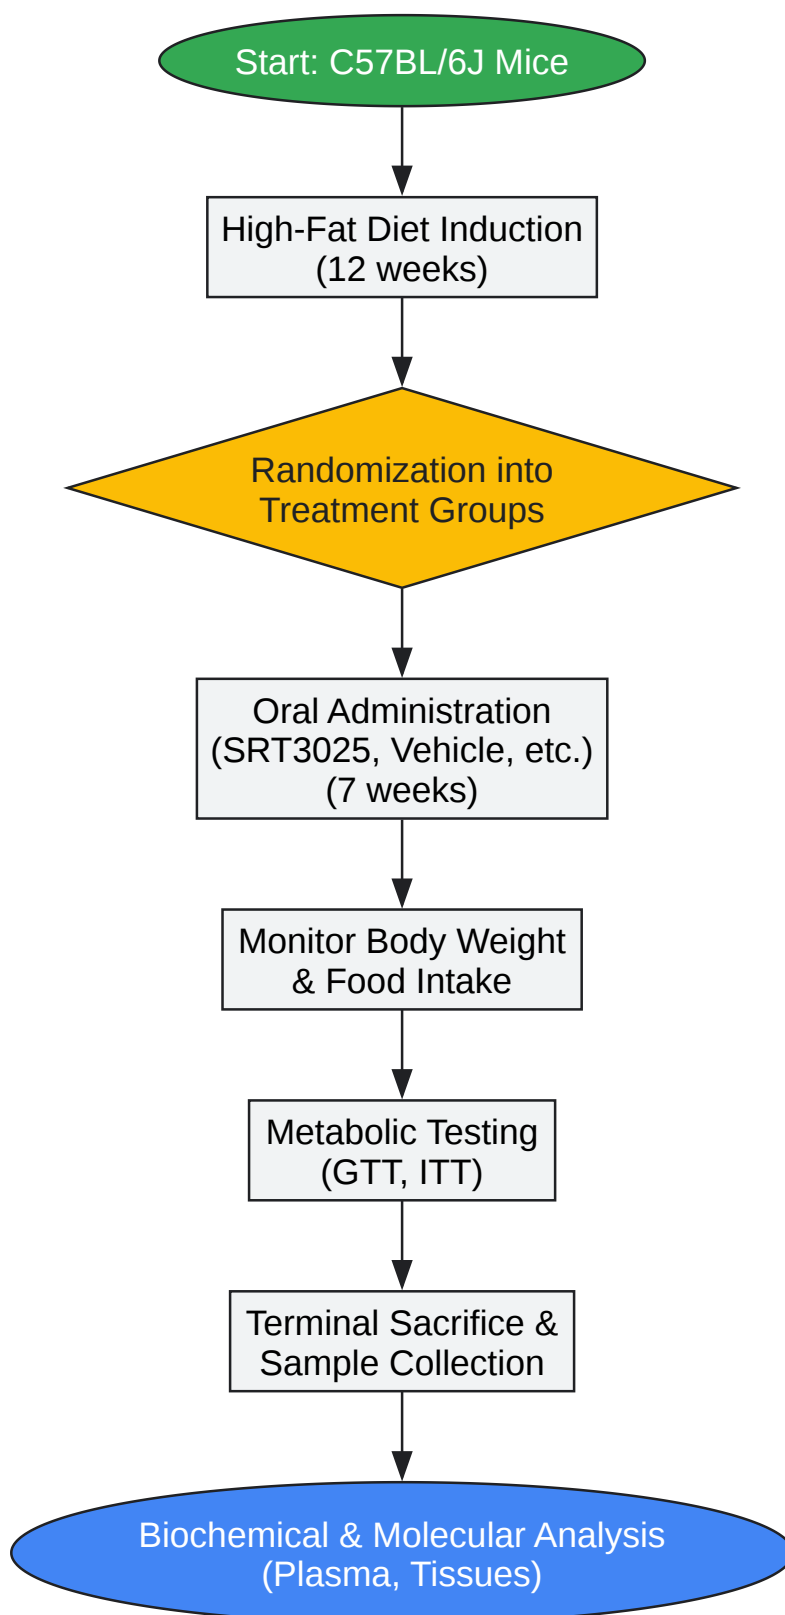 Start: C57BL/6J Mice
High-Fat Diet Induction
(12 weeks)
Randomization into
Treatment Groups
Oral Administration
(SRT3025, Vehicle, etc.)
(7 weeks)
Monitor Body Weight
& Food Intake
Metabolic Testing
(GTT, ITT)
Terminal Sacrifice &
Sample Collection
Biochemical & Molecular Analysis
(Plasma, Tissues)